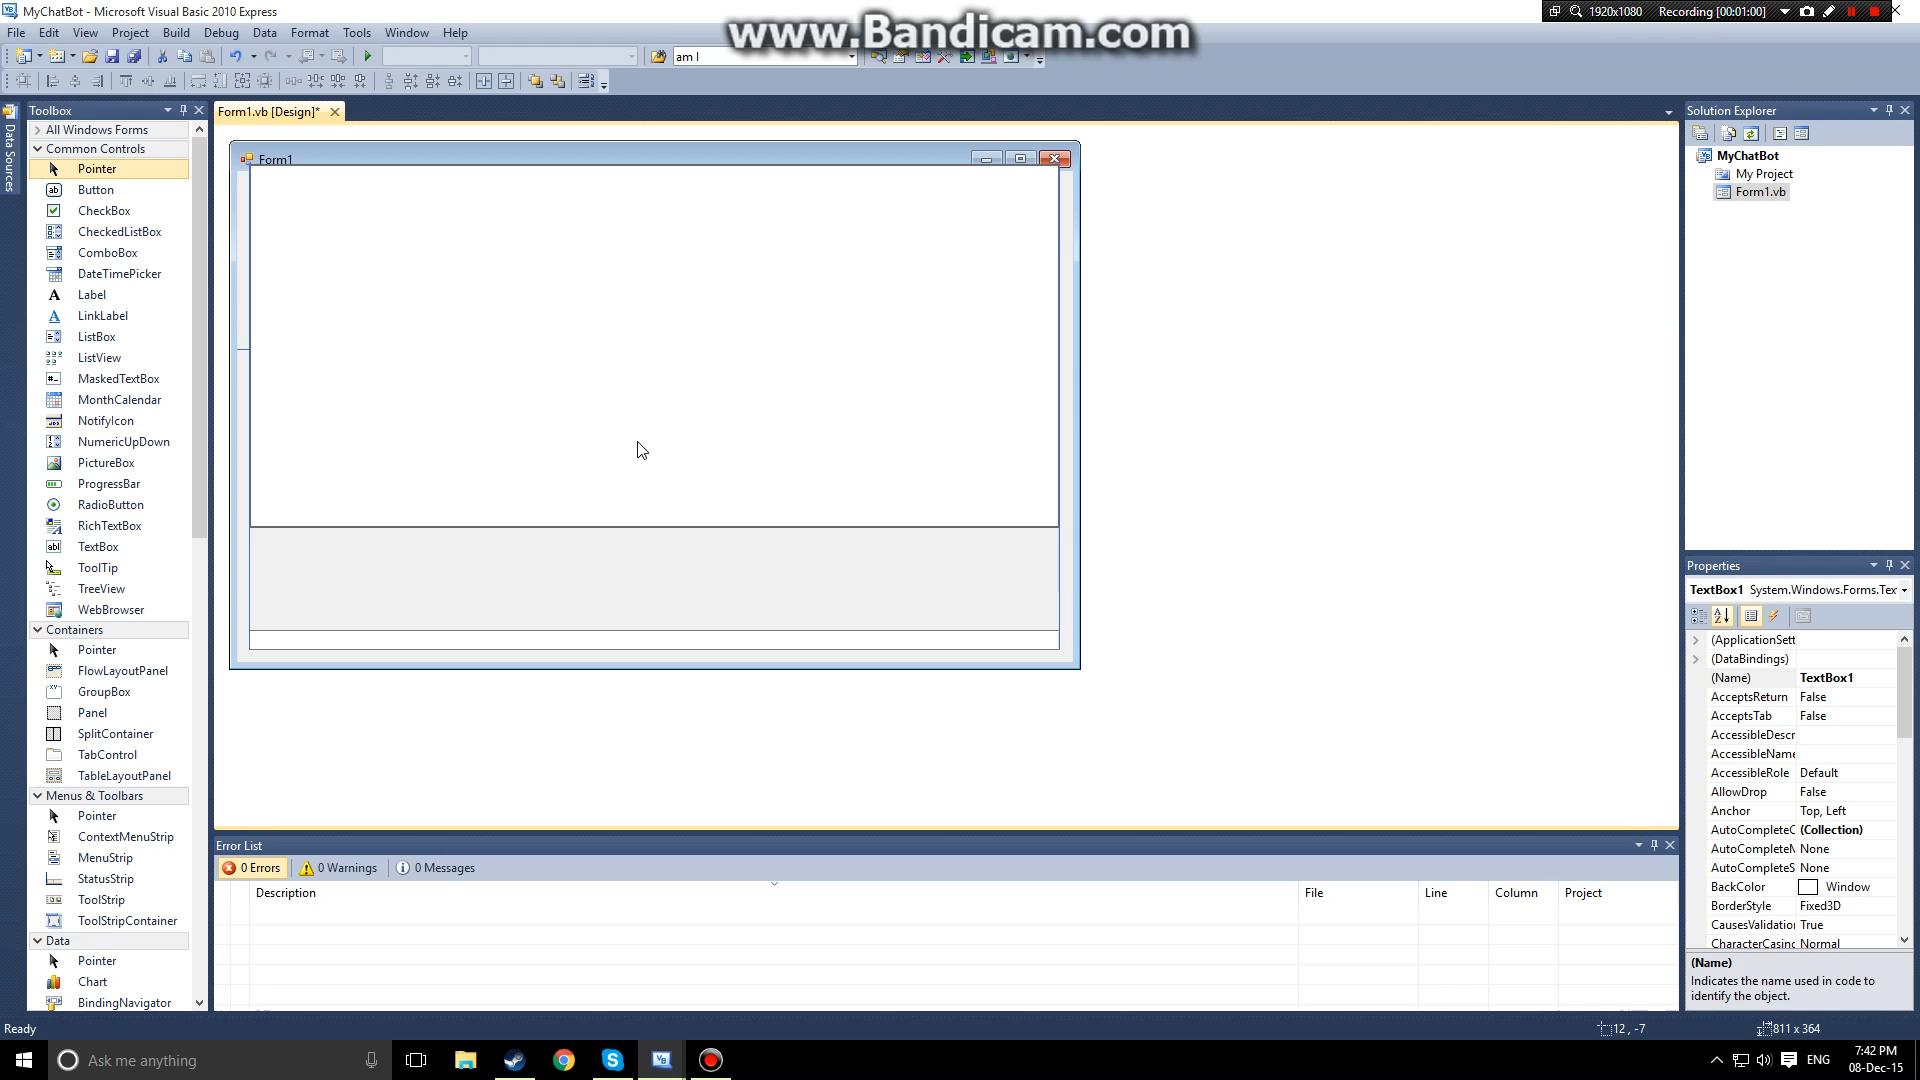 MyChatBot - Microsoft Visual Basic 2010 Express
www.Bandicam.com
1920x1080 Recording [00:01:00]
File Edit View Project Build Debug Data Format Tools Window Help
am I
Toolbox
Form1.vb [Design]*
Solution Explorer
Data Sources
All Windows Forms
Common Controls
Pointer
Button
CheckBox
CheckedListBox
ComboBox
DateTimePicker
Label
LinkLabel
ListBox
ListView
MaskedTextBox
MonthCalendar
NotifyIcon
NumericUpDown
PictureBox
ProgressBar
RadioButton
RichTextBox
TextBox
ToolTip
TreeView
WebBrowser
Containers
Pointer
FlowLayoutPanel
GroupBox
Panel
SplitContainer
TabControl
TableLayoutPanel
Menus & Toolbars
Pointer
ContextMenuStrip
MenuStrip
StatusStrip
ToolStrip
ToolStripContainer
Data
Pointer
Chart
BindingNavigator
Form1
MyChatBot
My Project
Form1.vb
Properties
TextBox1 System.Windows.Forms.Tex
(ApplicationSett
(DataBindings)
(Name) TextBox1
AcceptsReturn False
AcceptsTab False
AccessibleDescr
AccessibleName
AccessibleRole Default
AllowDrop False
Anchor Top, Left
AutoCompleteC (Collection)
AutoCompleteM None
AutoCompleteS None
BackColor Window
BorderStyle Fixed3D
CausesValidation True
CharacterCasing Normal
(Name)
Indicates the name used in code to
identify the object.
Error List
0 Errors 0 Warnings 0 Messages
Description File Line Column Project
Ready 12 , -7 811 x 364
Ask me anything
ENG
7:42 PM
08-Dec-15